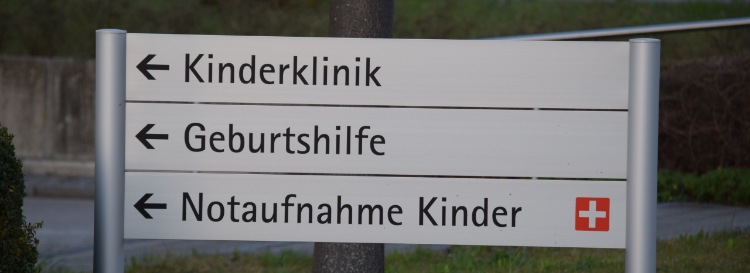 ← Kinderklinik
← Geburtshilfe
← Notaufnahme Kinder